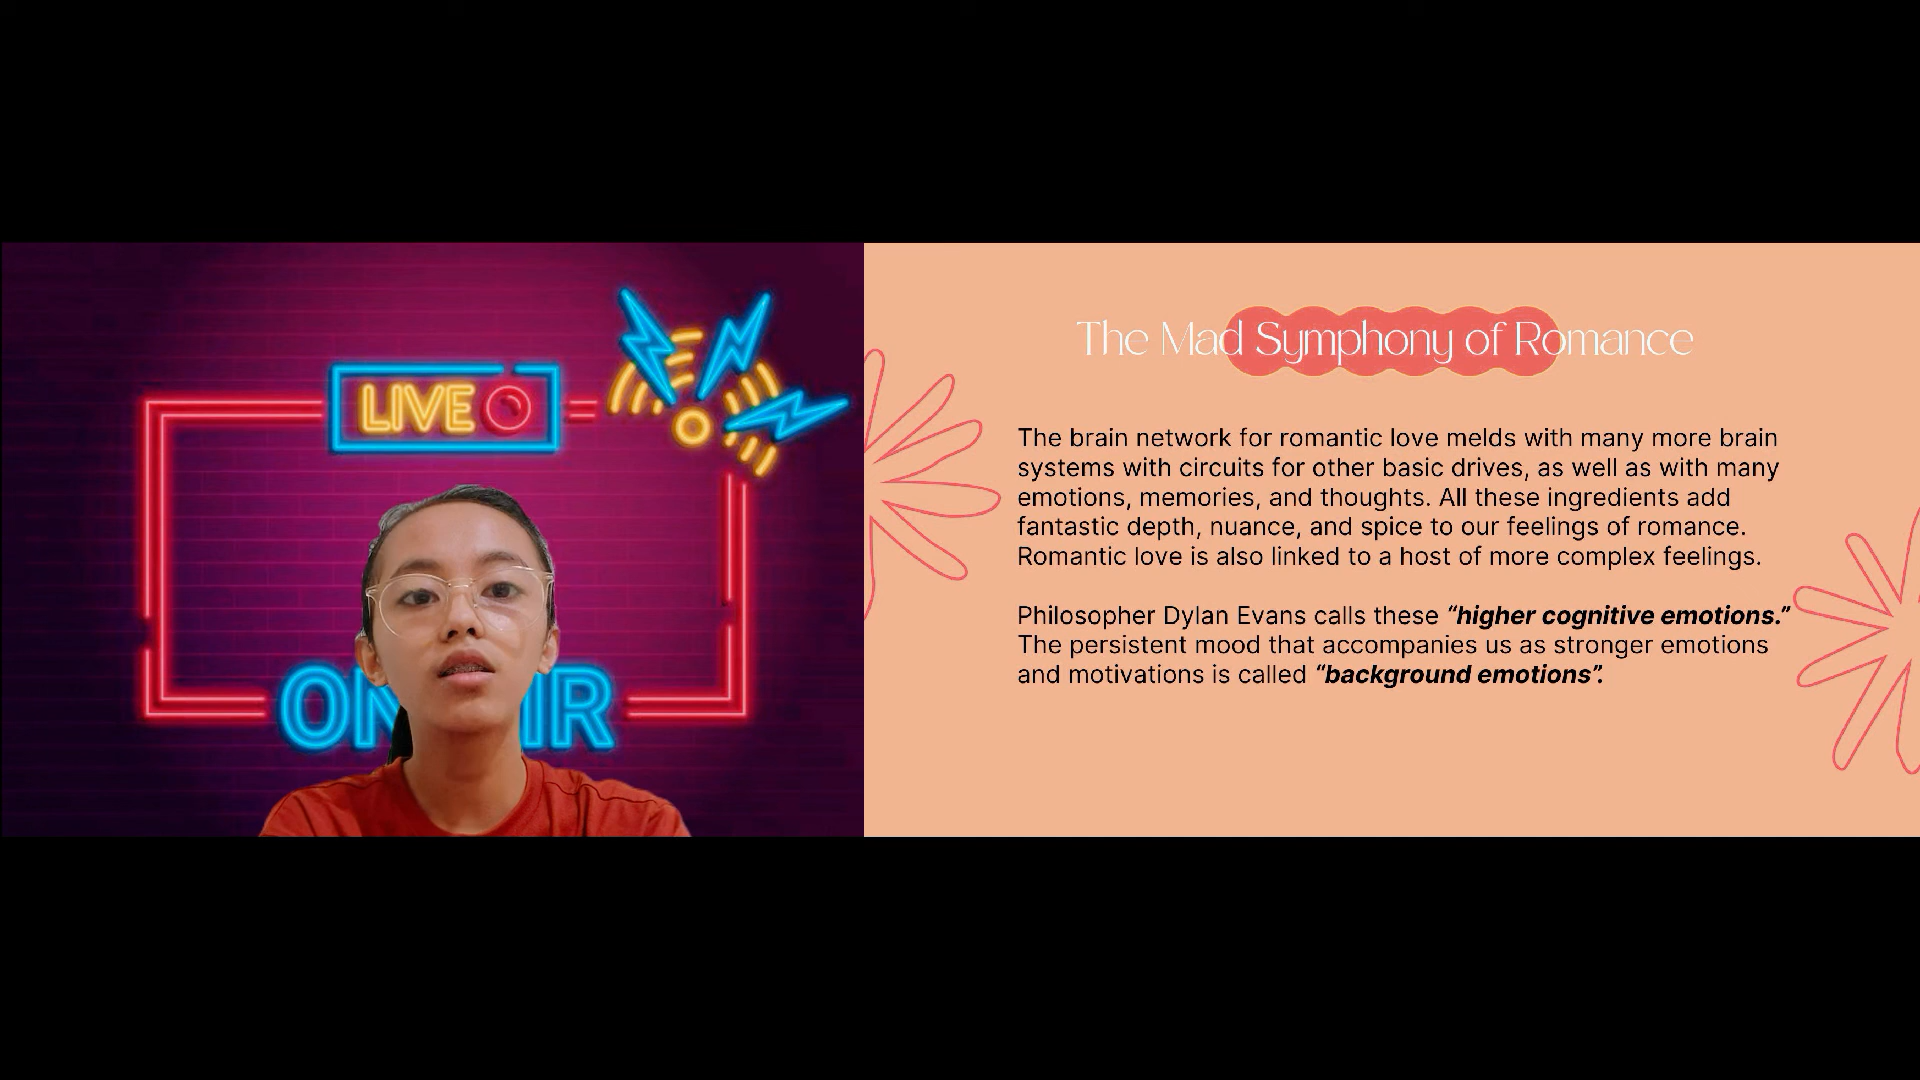 LIVE
ON IR
The Mad Symphony of Romance
The brain network for romantic love melds with many more brain
systems with circuits for other basic drives, as well as with many
emotions, memories, and thoughts. All these ingredients add
fantastic depth, nuance, and spice to our feelings of romance.
Romantic love is also linked to a host of more complex feelings.
Philosopher Dylan Evans calls these “higher cognitive emotions.”
The persistent mood that accompanies us as stronger emotions
and motivations is called “background emotions”.